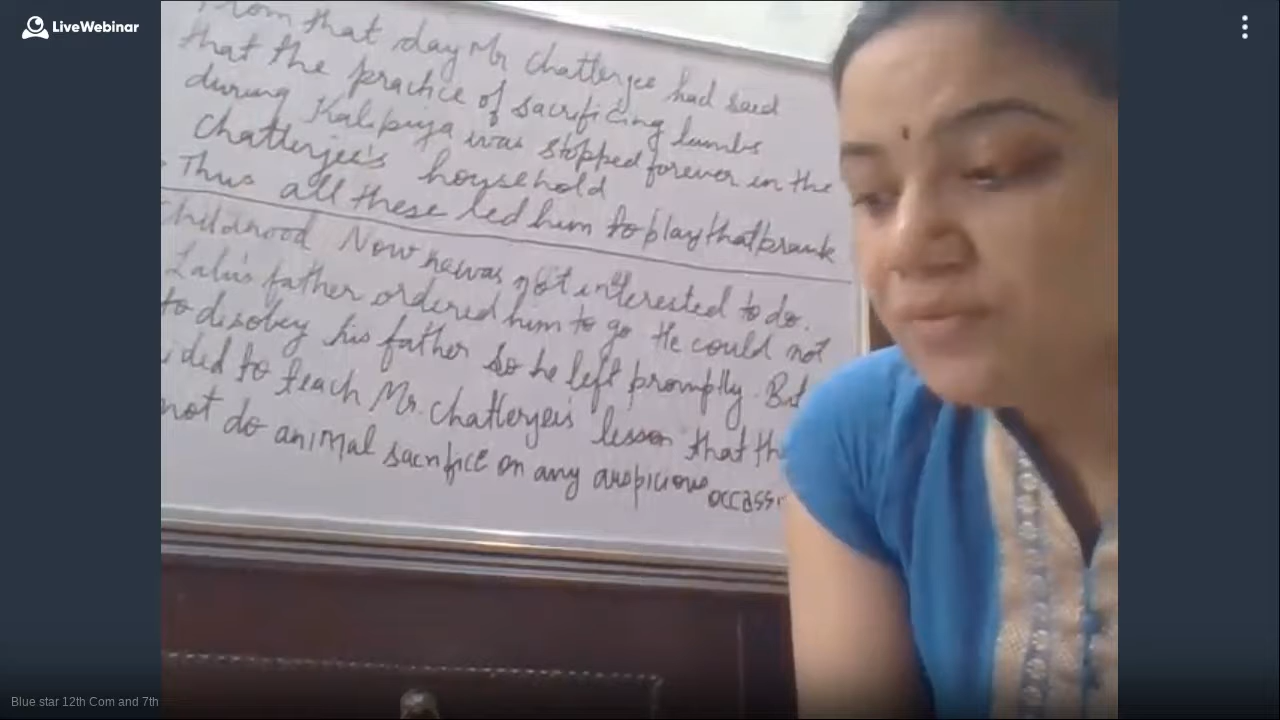 LiveWebinar
From that day Mr Chatterjee had said
that the practice of sacrificing lambs
during Kalipuja was stopped forever in the
Chatterjee's household
Thus all these led him to play that prank
childhood Now he was not interested to do.
Lalu's father ordered him to go He could not
to disobey his father so he left promptly. But
ided to teach Mr. Chatterjee's lesson that th
not do animal sacrifice on any auspicious occassi
Blue star 12th Com and 7th